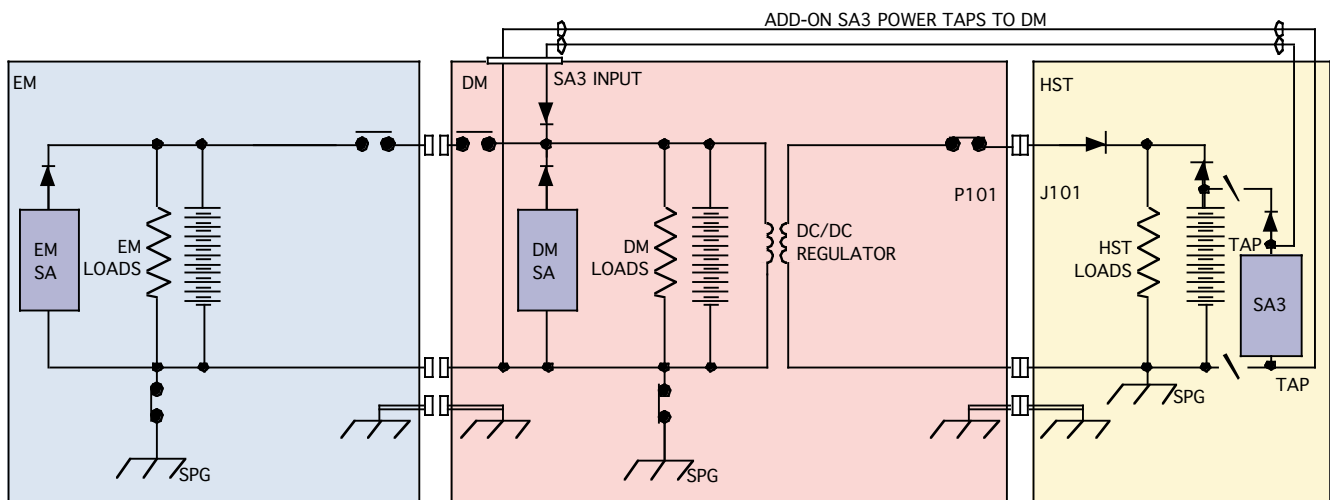 ADD-ON SA3 POWER TAPS TO DM
EM
DM
SA3 INPUT
HST
P101
J101
EM
SA
EM
LOADS
DM
SA
DM
LOADS
DC/DC
REGULATOR
HST
LOADS
TAP
SA3
TAP
SPG
SPG
SPG